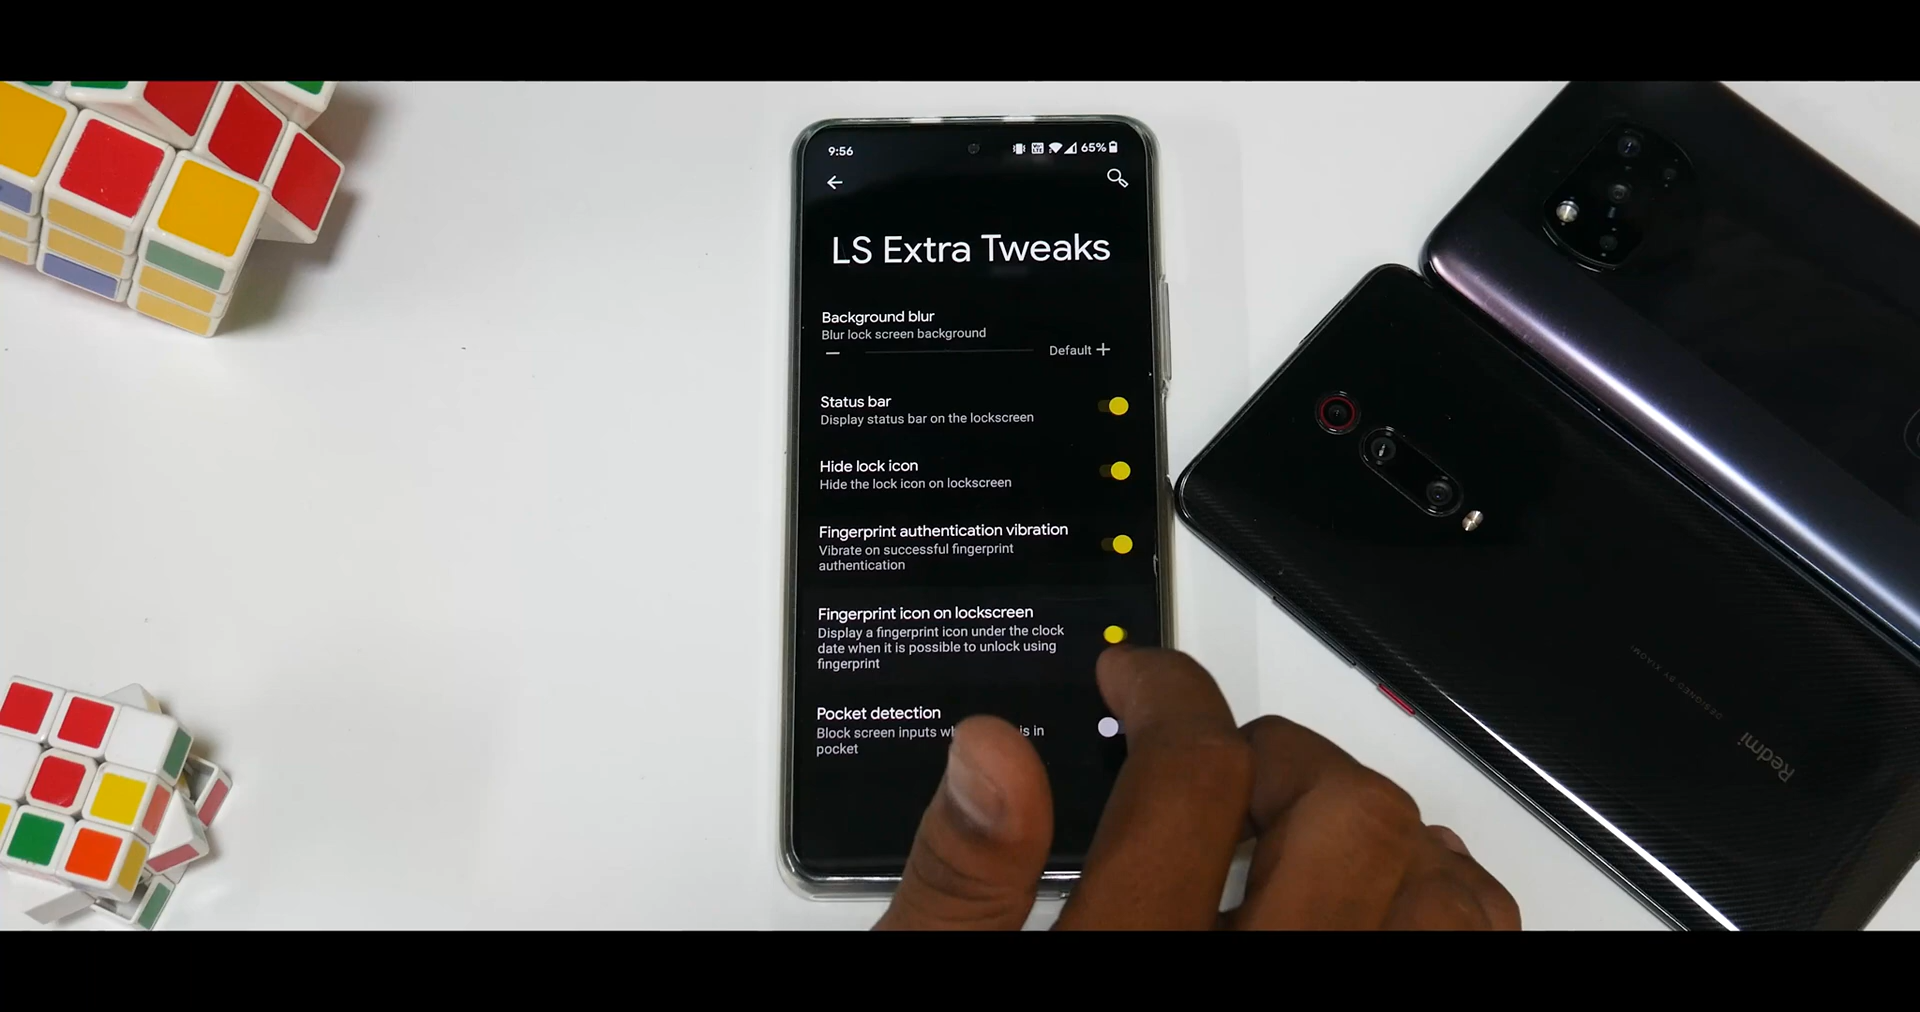 9:56
65%
LS Extra Tweaks
Background blur
Blur lock screen background
Default
Status bar
Display status bar on the lockscreen
Hide lock icon
Hide the lock icon on lockscreen
Fingerprint authentication vibration
Vibrate on successful fingerprint
authentication
Fingerprint icon on lockscreen
Display a fingerprint icon under the clock
date when it is possible to unlock using
fingerprint
Pocket detection
Block screen inputs is in
pocket
Redmi
DESIGNED BY XIAOMI